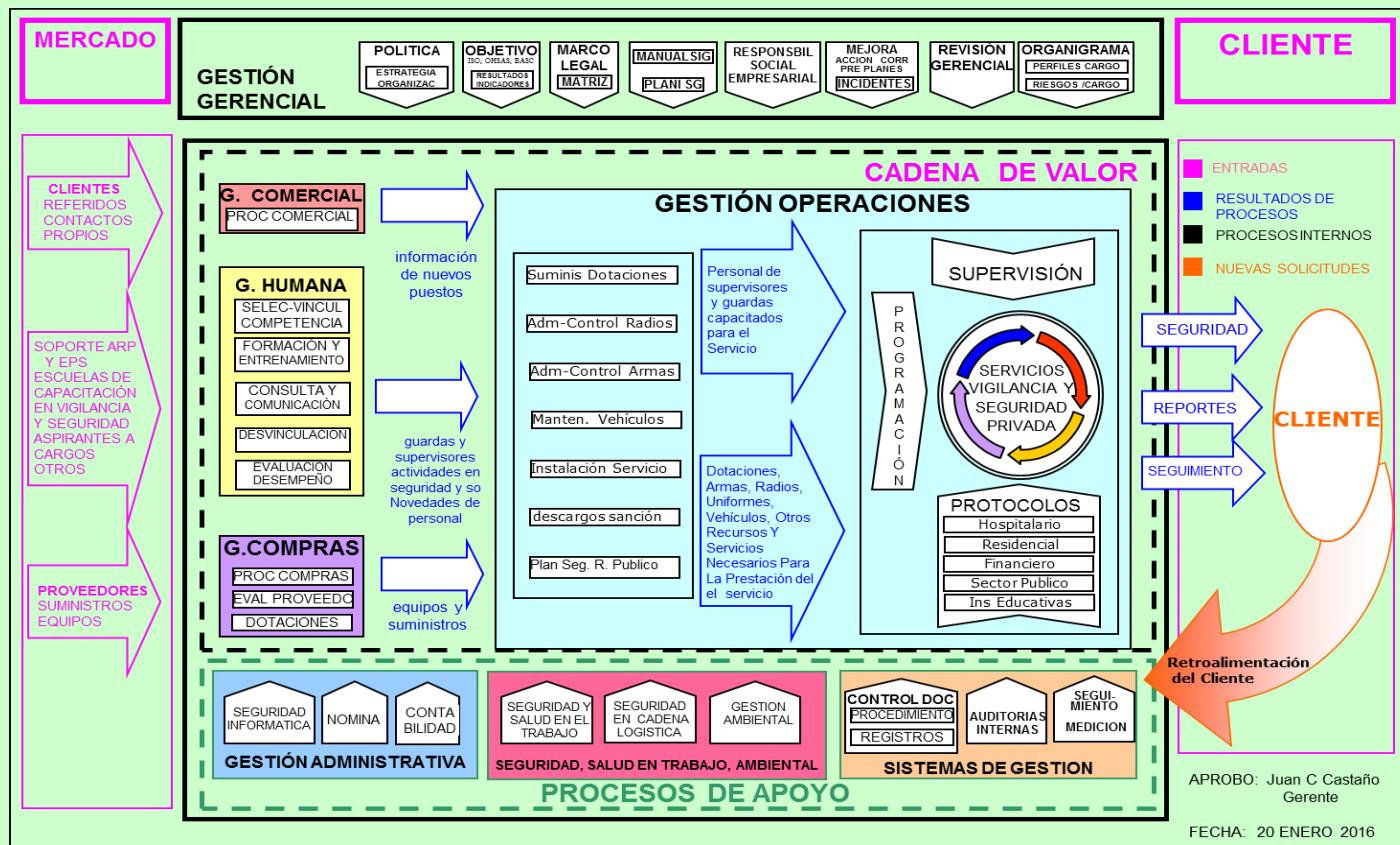 MERCADO
GESTIÓN
GERENCIAL
POLITICA
ESTRATEGIA
ORGANIZAC
OBJETIVO
ISO, OHSAS, BASC
RESULTADOS
INDICADORES
MARCO
LEGAL
MATRIZ
MANUAL SIG
PLANI SG
RESPONSBIL
SOCIAL
EMPRESARIAL
MEJORA
ACCION CORR
PRE PLANES
INCIDENTES
REVISIÓN
GERENCIAL
ORGANIGRAMA
PERFILES CARGO
RIESGOS /CARGO
CLIENTE
CLIENTES
REFERIDOS
CONTACTOS
PROPIOS
SOPORTE ARP
Y EPS
ESCUELAS DE
CAPACITACIÓN
EN VIGILANCIA
Y SEGURIDAD
ASPIRANTES A
CARGOS
OTROS
PROVEEDORES
SUMINISTROS
EQUIPOS
CADENA DE VALOR
G. COMERCIAL
PROC COMERCIAL
información
de nuevos
puestos
G. HUMANA
SELEC-VINCUL
COMPETENCIA
FORMACIÓN Y
ENTRENAMIENTO
CONSULTA Y
COMUNICACIÓN
DESVINCULACION
EVALUACION
DESEMPEÑO
guardas y
supervisores
actividades en
seguridad y so
Novedades de
personal
G.COMPRAS
PROC COMPRAS
EVAL PROVEEDO
DOTACIONES
equipos y
suministros
GESTIÓN OPERACIONES
Suminis Dotaciones
Adm-Control Radios
Adm-Control Armas
Manten. Vehículos
Instalación Servicio
descargos sanción
Plan Seg. R. Publico
Personal de
supervisores
y guardas
capacitados
para el
Servicio
Dotaciones,
Armas, Radios,
Uniformes,
Vehículos, Otros
Recursos Y
Servicios
Necesarios Para
La Prestación del
el servicio
PROGRAMACIÓN
SUPERVISIÓN
SERVICIOS
VIGILANCIA Y
SEGURIDAD
PRIVADA
PROTOCOLOS
Hospitalario
Residencial
Financiero
Sector Publico
Ins Educativas
ENTRADAS
RESULTADOS DE
PROCESOS
PROCESOS INTERNOS
NUEVAS SOLICITUDES
SEGURIDAD
REPORTES
SEGUIMIENTO
CLIENTE
Retroalimentación
del Cliente
SEGURIDAD
INFORMATICA
NOMINA
CONTA
BILIDAD
GESTIÓN ADMINISTRATIVA
SEGURIDAD Y
SALUD EN EL
TRABAJO
SEGURIDAD
EN CADENA
LOGISTICA
GESTION
AMBIENTAL
SEGURIDAD, SALUD EN TRABAJO, AMBIENTAL
CONTROL DOC
PROCEDIMIENTO
REGISTROS
AUDITORIAS
INTERNAS
SEGUI-
MIENTO
MEDICION
SISTEMAS DE GESTION
PROCESOS DE APOYO
APROBO: Juan C Castaño
Gerente
FECHA: 20 ENERO 2016